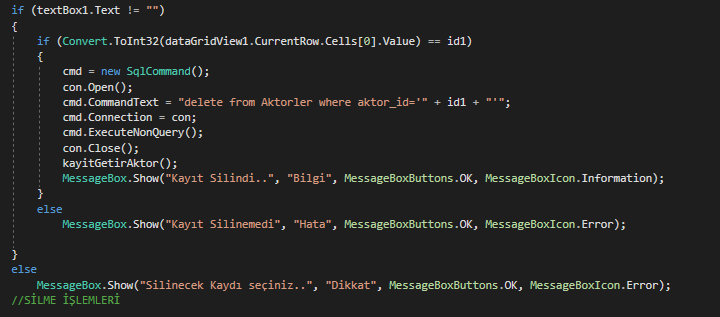 if (textBox1.Text != "")
{
if (Convert.ToInt32(dataGridView1.CurrentRow.Cells[0].Value) == id1)
{
cmd = new SqlCommand();
con.Open();
cmd.CommandText = "delete from Aktorler where aktor_id='" + id1 + "'";
cmd.Connection = con;
cmd.ExecuteNonQuery();
con.Close();
kayitGetirAktor();
MessageBox.Show("Kayıt Silindi..", "Bilgi", MessageBoxButtons.OK, MessageBoxIcon.Information);
}
else
MessageBox.Show("Kayıt Silinemedi", "Hata", MessageBoxButtons.OK, MessageBoxIcon.Error);
}
else
MessageBox.Show("Silinecek Kaydı seçiniz..", "Dikkat", MessageBoxButtons.OK, MessageBoxIcon.Error);
//SİLME İŞLEMLERİ